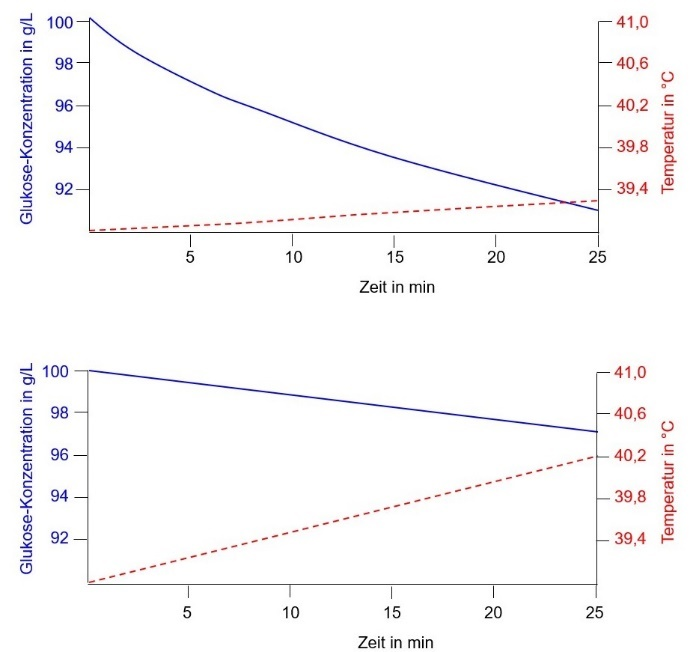 Glukose-Konzentration in g/L
100
98
96
94
92
41,0
40,6
40,2
39,8
39,4
Temperatur in °C
5 10 15 20 25
Zeit in min
Glukose-Konzentration in g/L
100
98
96
94
92
41,0
40,6
40,2
39,8
39,4
Temperatur in °C
5 10 15 20 25
Zeit in min